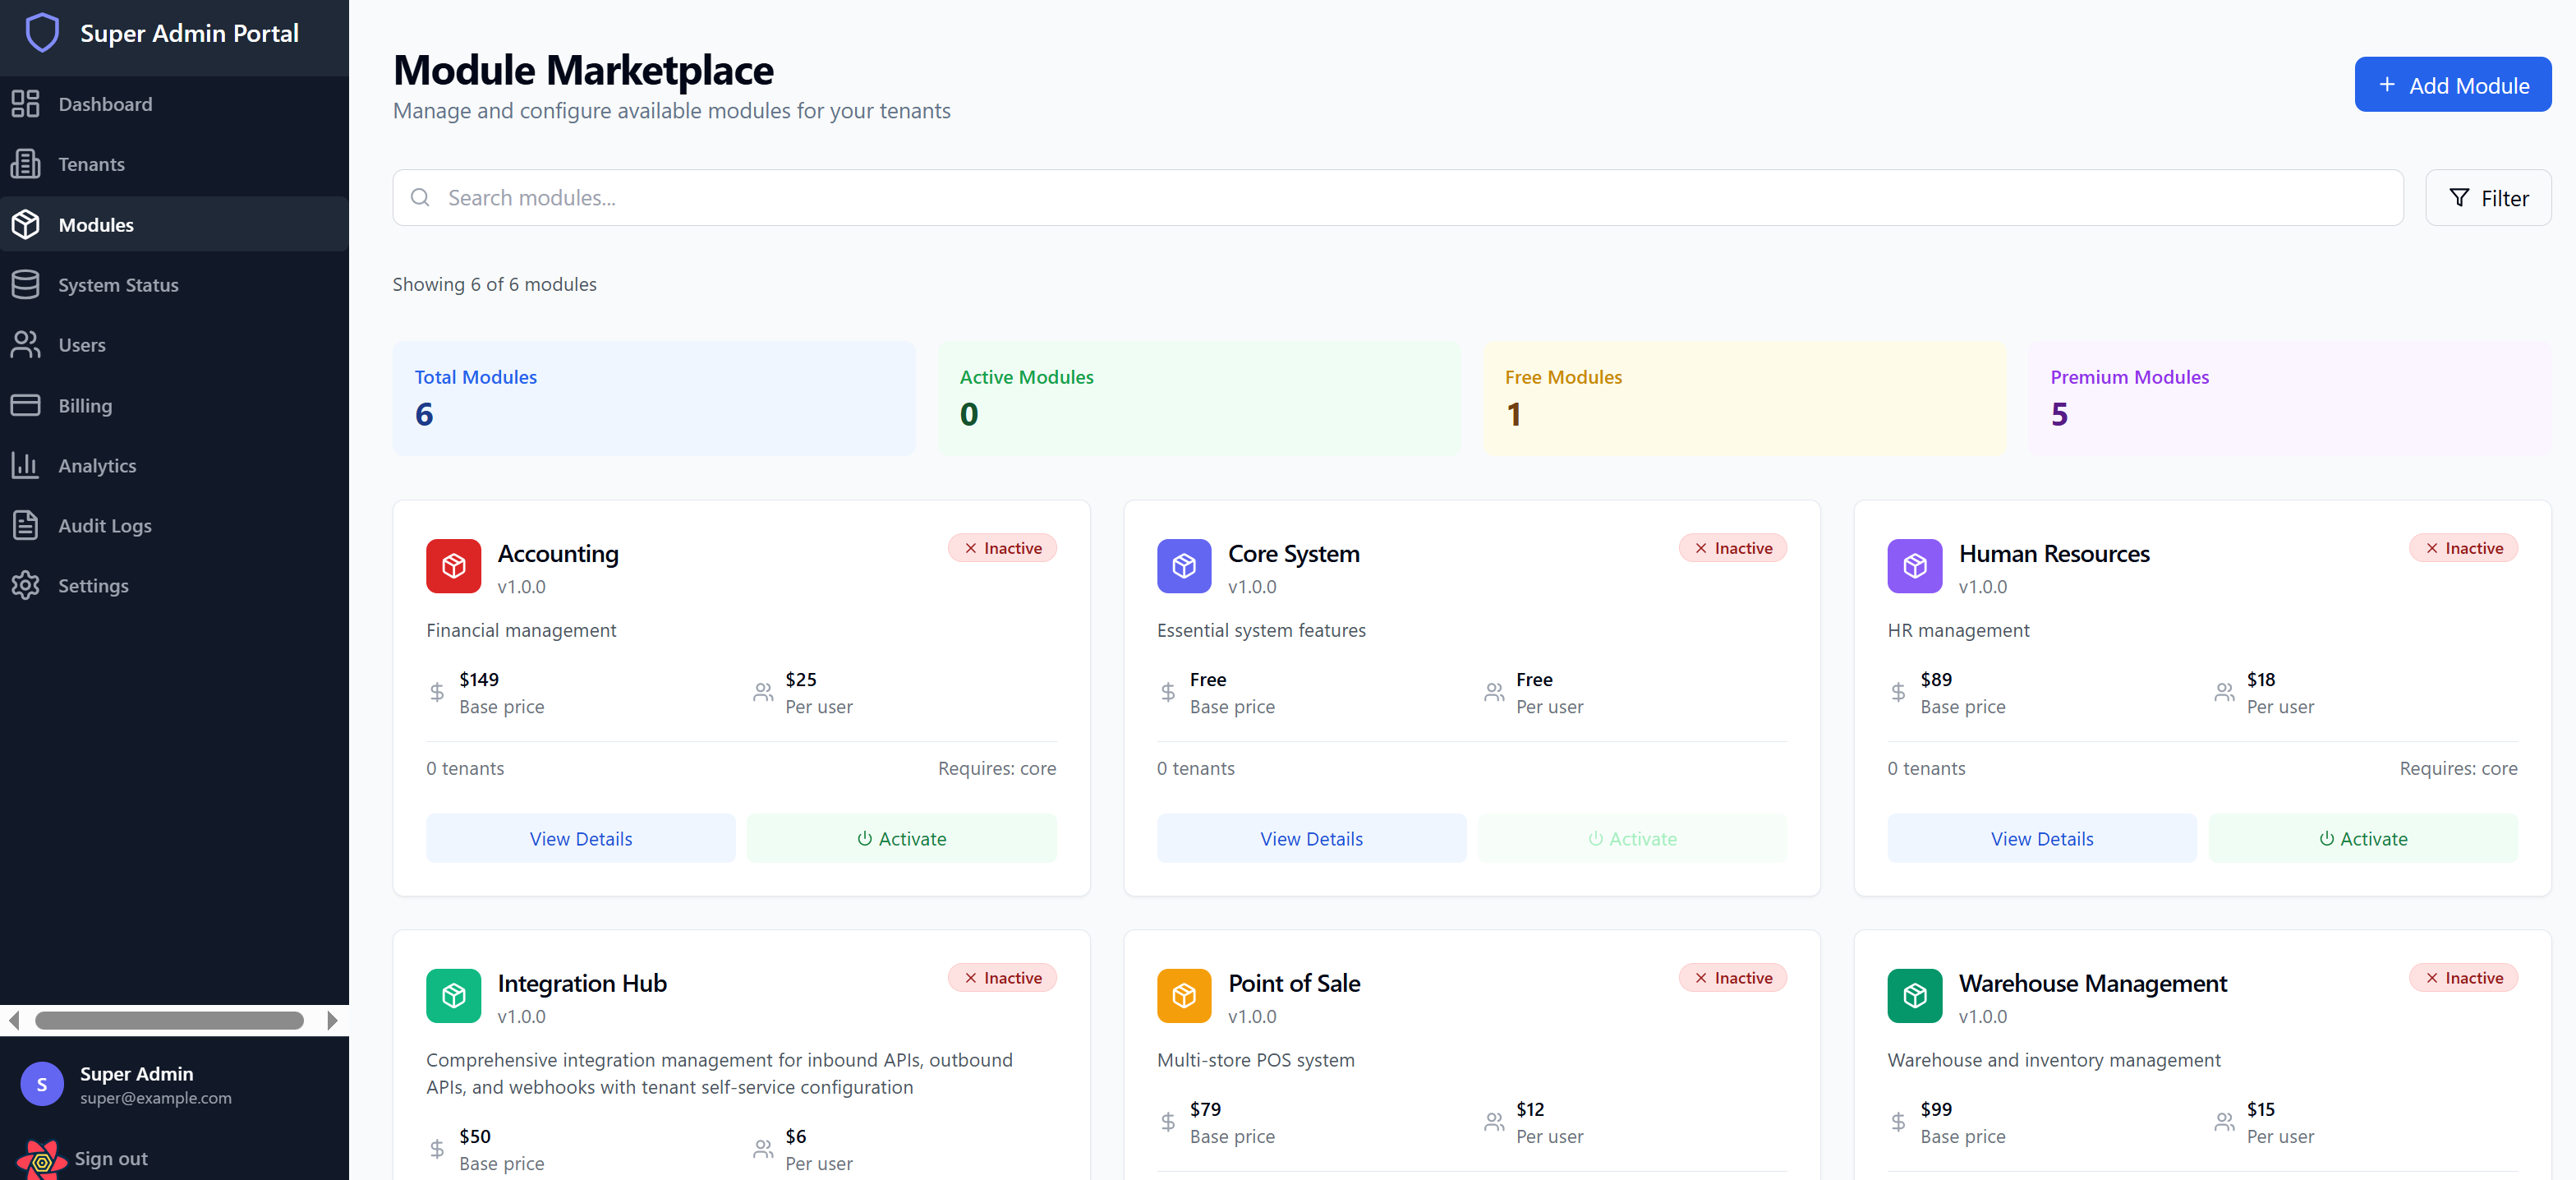 Super Admin Portal
Dashboard
Tenants
Modules
System Status
Users
Billing
Analytics
Audit Logs
Settings
S
Super Admin
super@example.com
Sign out
Module Marketplace
Manage and configure available modules for your tenants
+ Add Module
Search modules...
Filter
Showing 6 of 6 modules
Total Modules
6
Active Modules
0
Free Modules
1
Premium Modules
5
Accounting
v1.0.0
Inactive
Financial management
$149
Base price
$25
Per user
0 tenants
Requires: core
View Details
Activate
Core System
v1.0.0
Inactive
Essential system features
Free
Base price
Free
Per user
0 tenants
View Details
Activate
Human Resources
v1.0.0
Inactive
HR management
$89
Base price
$18
Per user
0 tenants
Requires: core
View Details
Activate
Integration Hub
v1.0.0
Inactive
Comprehensive integration management for inbound APIs, outbound
APIs, and webhooks with tenant self-service configuration
$50
Base price
$6
Per user
Point of Sale
v1.0.0
Inactive
Multi-store POS system
$79
Base price
$12
Per user
Warehouse Management
v1.0.0
Inactive
Warehouse and inventory management
$99
Base price
$15
Per user